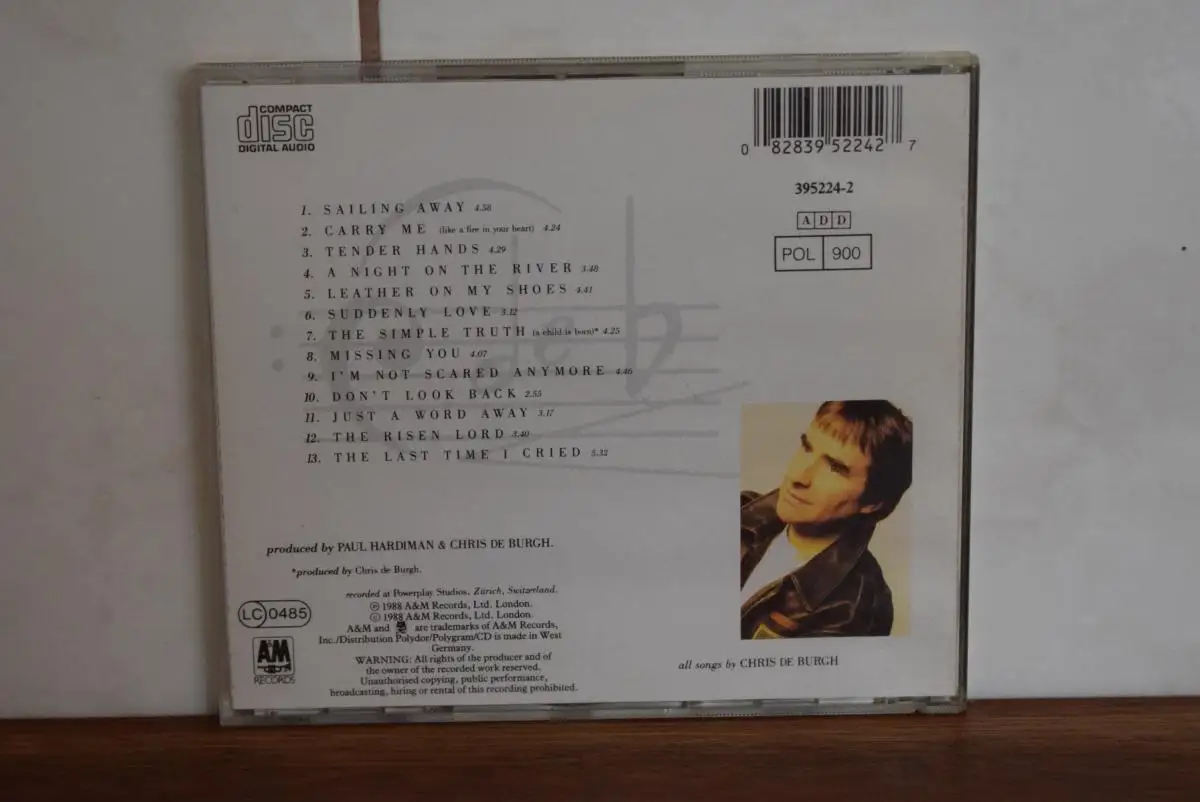 COMPACT
disc
DIGITAL AUDIO
0 82839 52242 7
395224-2
A D D
POL 900
1. SAILING AWAY 4.58
2. CARRY ME (like a fire in your heart) 4.24
3. TENDER HANDS 4.29
4. A NIGHT ON THE RIVER 3.48
5. LEATHER ON MY SHOES 4.41
6. SUDDENLY LOVE 3.12
7. THE SIMPLE TRUTH (a child is born)* 4.25
8. MISSING YOU 4.07
9. I'M NOT SCARED ANYMORE 4.46
10. DON'T LOOK BACK 2.55
11. JUST A WORD AWAY 3.17
12. THE RISEN LORD 3.40
13. THE LAST TIME I CRIED 5.32
C de b
produced by PAUL HARDIMAN & CHRIS DE BURGH.
*produced by Chris de Burgh.
recorded at Powerplay Studios, Zürich, Switzerland.
℗ 1988 A&M Records, Ltd. London.
© 1988 A&M Records, Ltd. London.
A&M and are trademarks of A&M Records,
Inc./Distribution Polydor/Polygram/CD is made in West
Germany.
WARNING: All rights of the producer and of
the owner of the recorded work reserved.
Unauthorised copying, public performance,
broadcasting, hiring or rental of this recording prohibited.
LC 0485
A&M
RECORDS
all songs by CHRIS DE BURGH